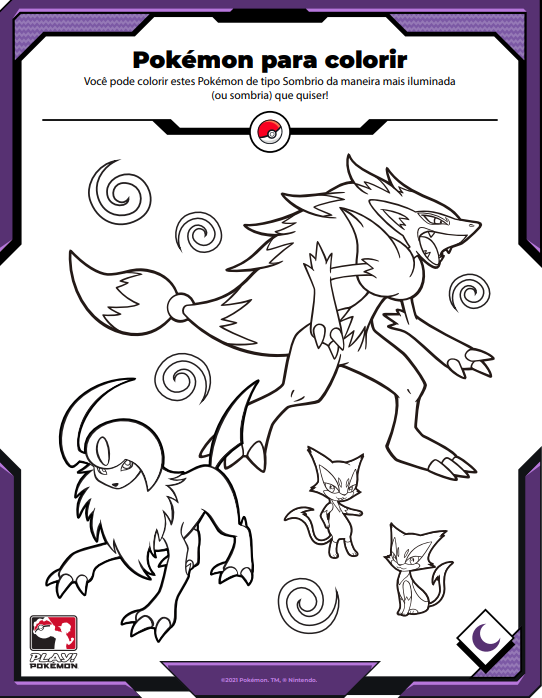 Pokémon para colorir
Você pode colorir estes Pokémon de tipo Sombrio da maneira mais iluminada
(ou sombria) que quiser!
PLAY!
POKÉMON
©2021 Pokémon. TM, ® Nintendo.